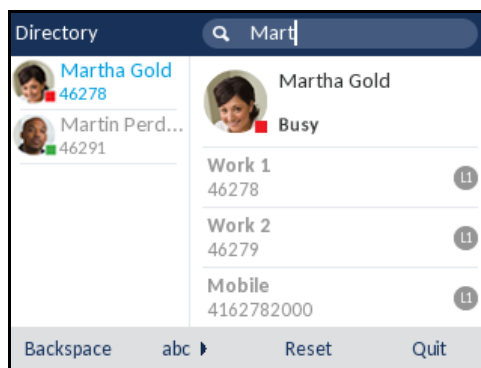 Directory
Mart
Martha Gold
46278
Martin Perd...
46291
Martha Gold
Busy
Work 1
46278
L1
Work 2
46279
L1
Mobile
4162782000
L1
Backspace abc Reset Quit